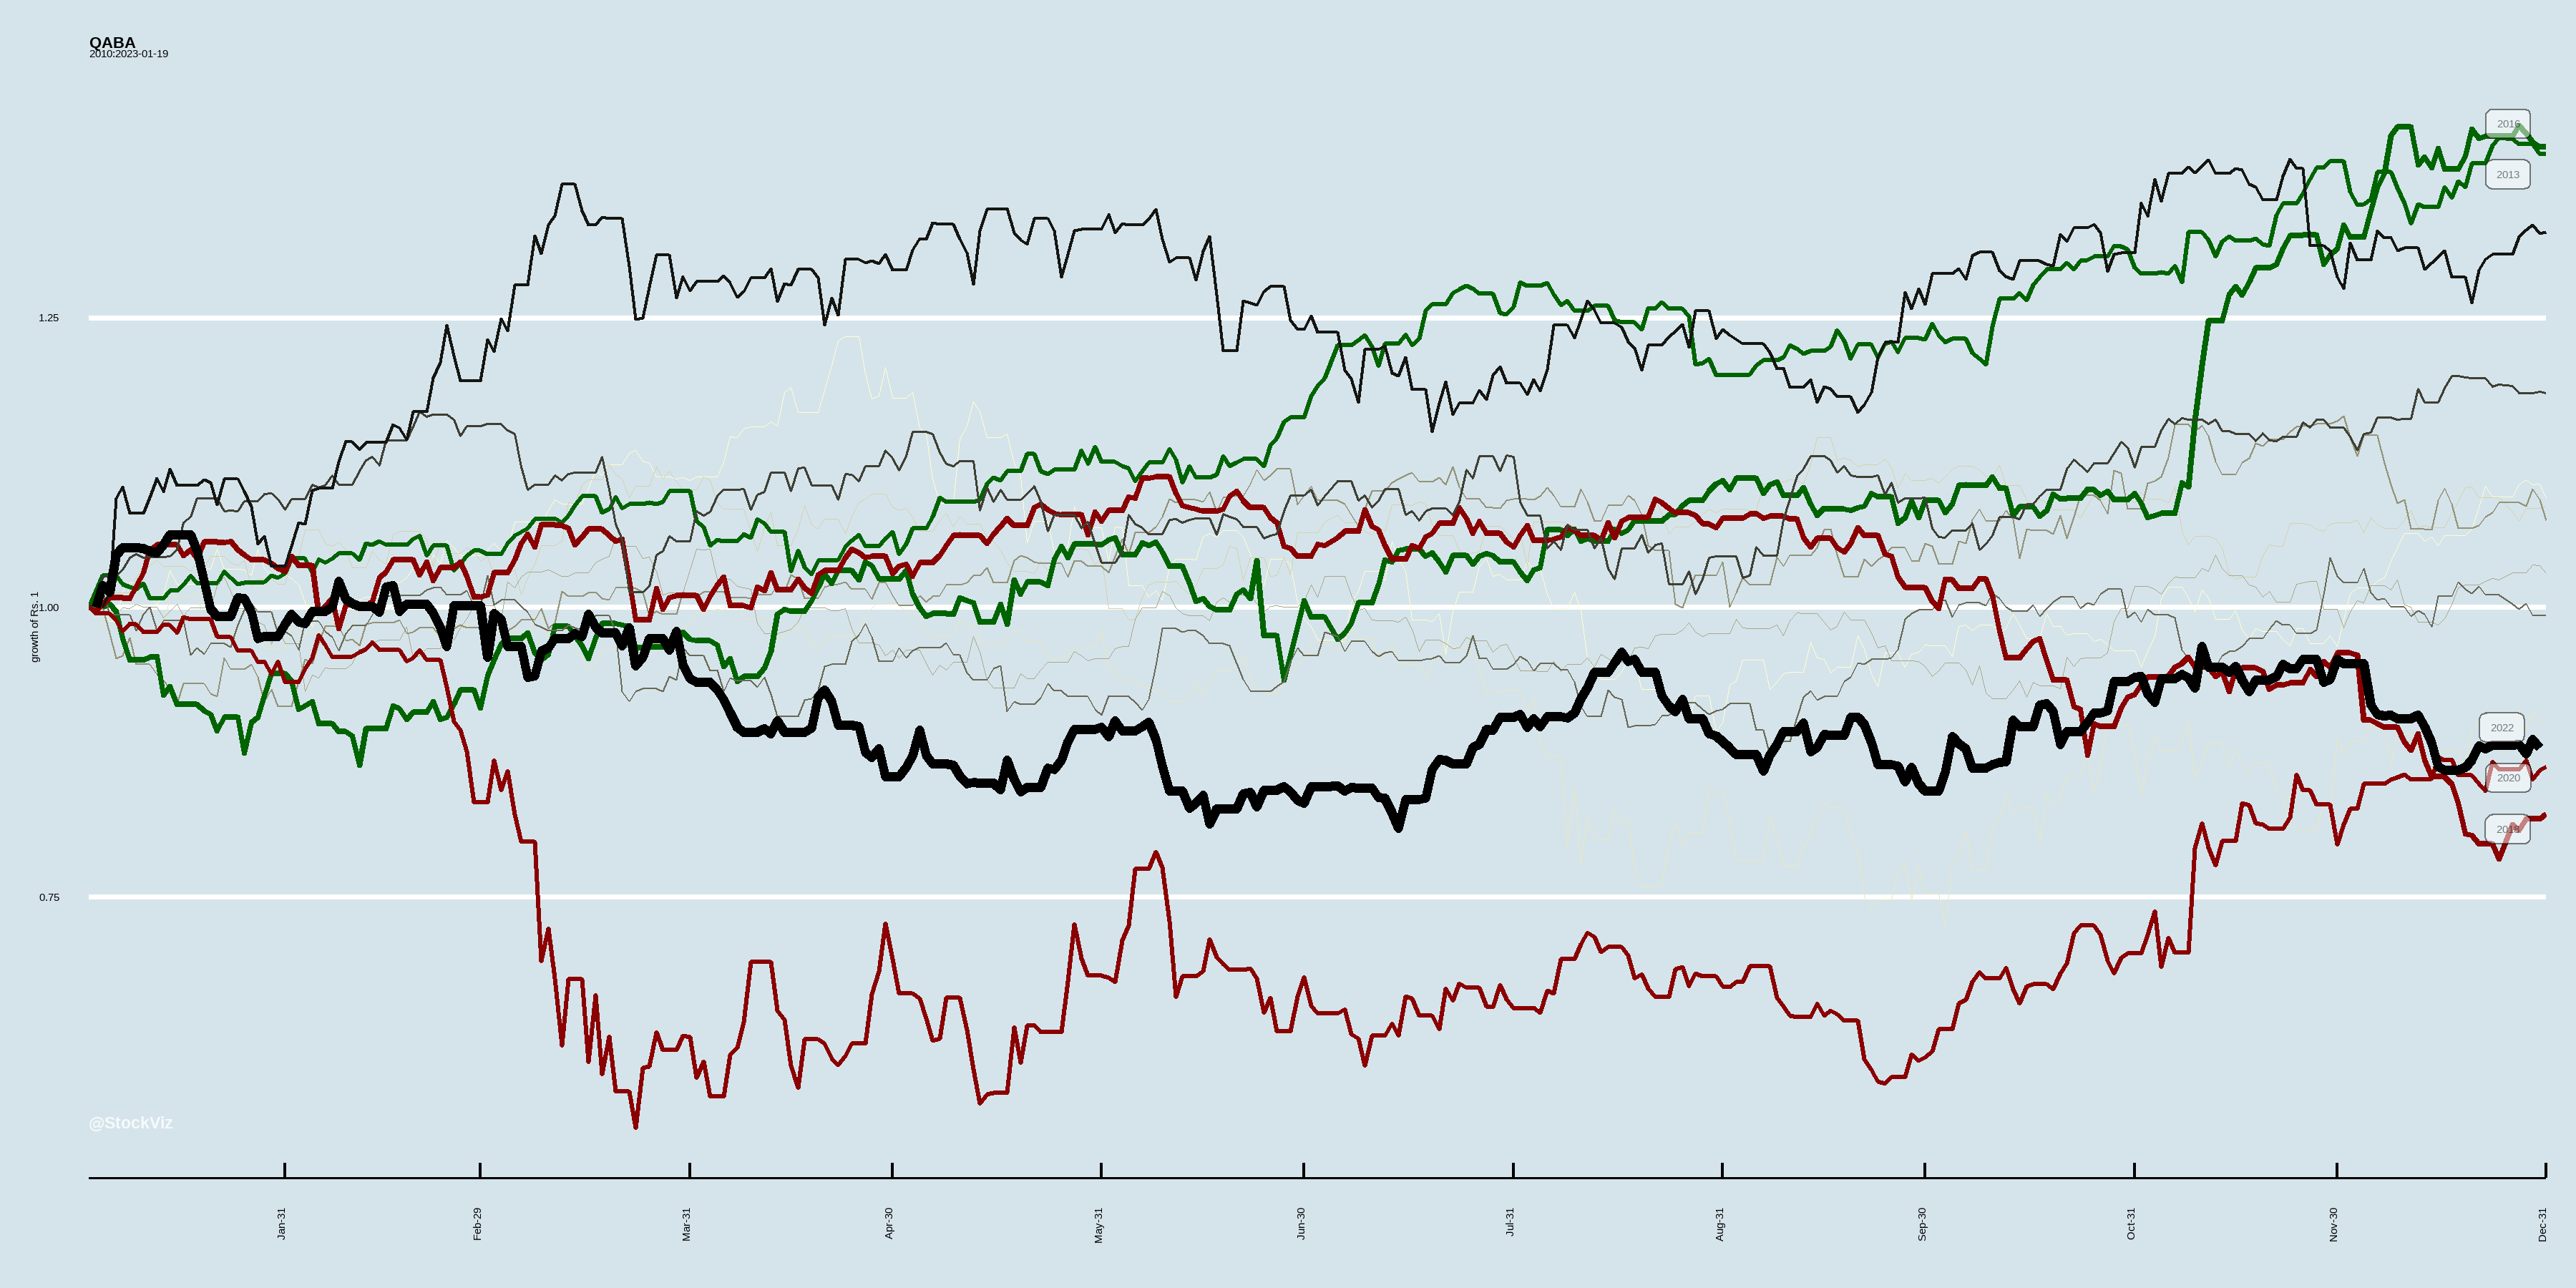 QABA
2010:2023-01-19
2016
2013
1.25
growth of Rs. 1
1.00
2022
2020
0.75
@StockViz
Jan-31
Feb-29
Mar-31
Apr-30
May-31
Jun-30
Jul-31
Aug-31
Sep-30
Oct-31
Nov-30
Dec-31